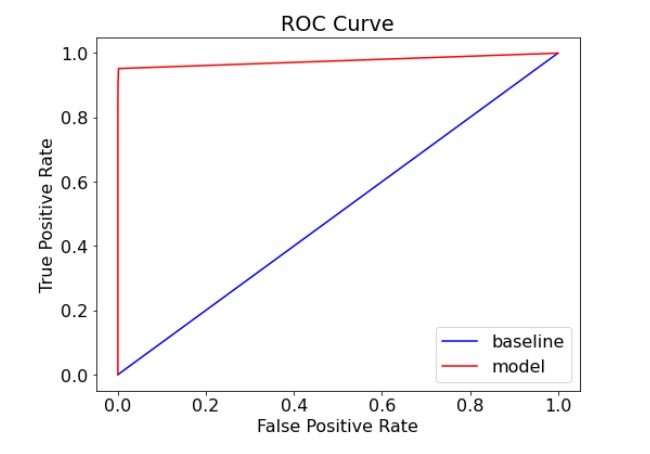 ROC Curve
1.0
0.8
0.6
0.4
0.2
0.0
True Positive Rate
0.0 0.2 0.4 0.6 0.8 1.0
False Positive Rate
baseline
model